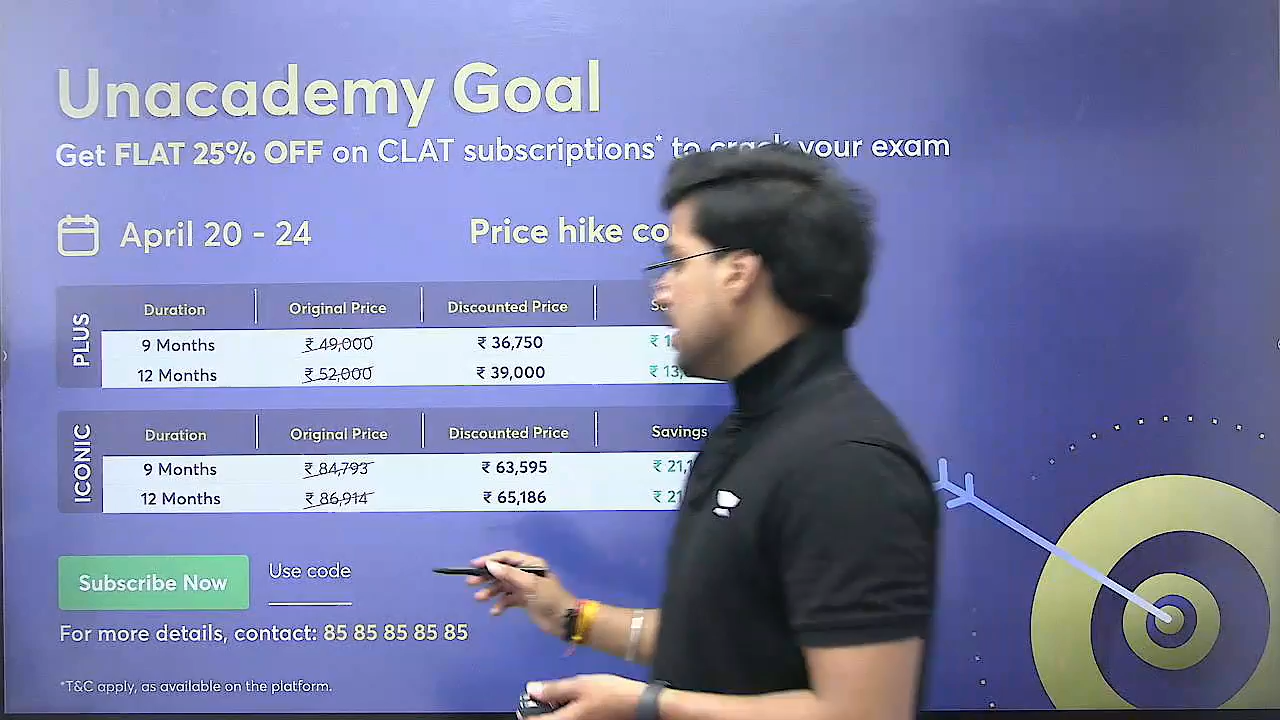 Unacademy Goal
Get FLAT 25% OFF on CLAT subscriptions* to crack your exam
April 20 - 24
Price hike
PLUS
Duration Original Price Discounted Price
9 Months ₹ 49,000 ₹ 36,750
12 Months ₹ 52,000 ₹ 39,000
ICONIC
Duration Original Price Discounted Price Savings
9 Months ₹ 84,793 ₹ 63,595
12 Months ₹ 86,914 ₹ 65,186
Subscribe Now
Use code
For more details, contact: 85 85 85 85 85
*T&C apply, as available on the platform.